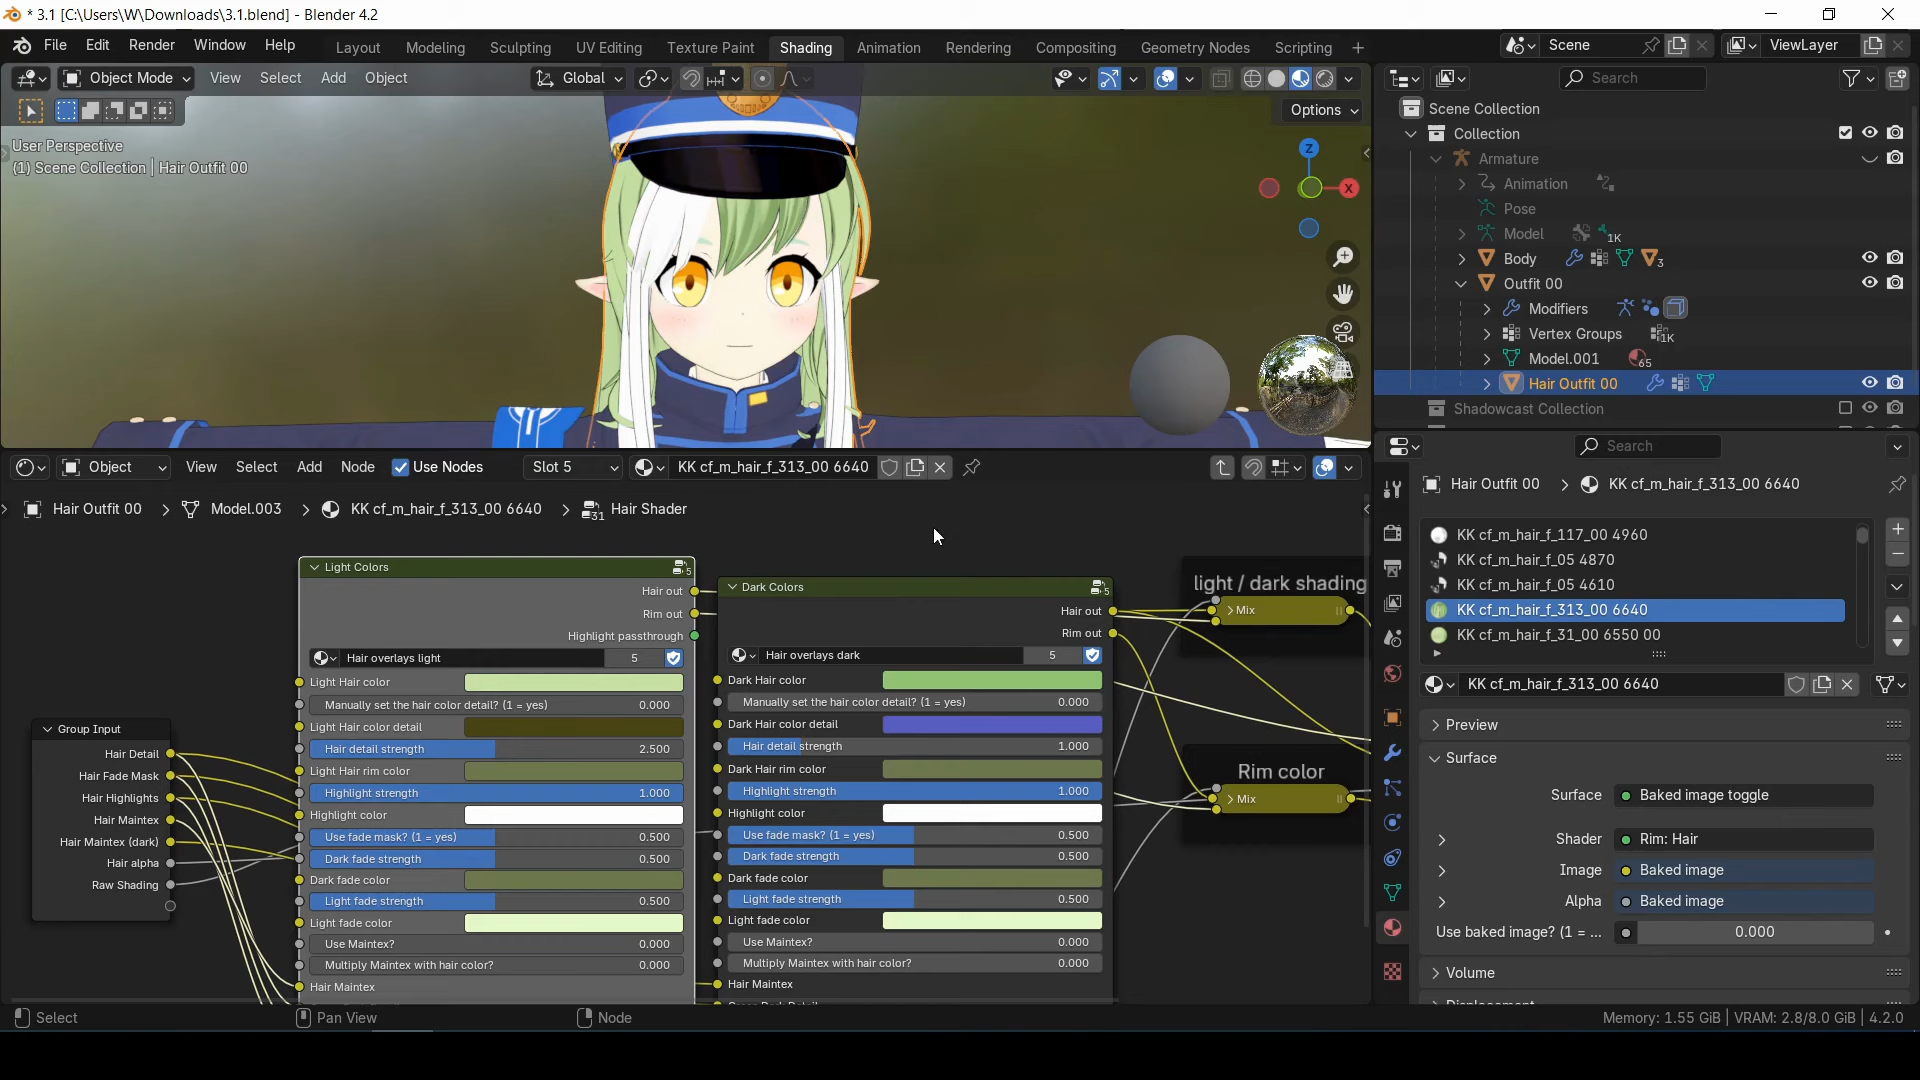 * 3.1 [C:\Users\W\Downloads\3.1.blend] - Blender 4.2
File Edit Render Window Help
Layout Modeling Sculpting UV Editing Texture Paint Shading Animation Rendering Compositing Geometry Nodes Scripting +
Scene
ViewLayer
Object Mode View Select Add Object
Global
Options
User Perspective
(1) Scene Collection | Hair Outfit 00
Z
X
Search
Scene Collection
Collection
Armature
Animation
Pose
Model 1K
Body 3
Outfit 00
Modifiers
Vertex Groups 1K
Model.001 65
Hair Outfit 00
Shadowcast Collection
Object View Select Add Node Use Nodes Slot 5 KK cf_m_hair_f_313_00 6640
Hair Outfit 00 > Model.003 > KK cf_m_hair_f_313_00 6640 > 31 Hair Shader
Group Input
Hair Detail
Hair Fade Mask
Hair Highlights
Hair Maintex
Hair Maintex (dark)
Hair alpha
Raw Shading
Light Colors 5
Hair out
Rim out
Highlight passthrough
Hair overlays light 5
Light Hair color
Manually set the hair color detail? (1 = yes) 0.000
Light Hair color detail
Hair detail strength 2.500
Light Hair rim color
Highlight strength 1.000
Highlight color
Use fade mask? (1 = yes) 0.500
Dark fade strength 0.500
Dark fade color
Light fade strength 0.500
Light fade color
Use Maintex? 0.000
Multiply Maintex with hair color? 0.000
Hair Maintex
Dark Colors 5
Hair out
Rim out
Hair overlays dark 5
Dark Hair color
Manually set the hair color detail? (1 = yes) 0.000
Dark Hair color detail
Hair detail strength 1.000
Dark Hair rim color
Highlight strength 1.000
Highlight color
Use fade mask? (1 = yes) 0.500
Dark fade strength 0.500
Dark fade color
Light fade strength 0.500
Light fade color
Use Maintex? 0.000
Multiply Maintex with hair color? 0.000
Hair Maintex
light / dark shading
Mix
Rim color
Mix
Search
Hair Outfit 00 > KK cf_m_hair_f_313_00 6640
KK cf_m_hair_f_117_00 4960
KK cf_m_hair_f_05 4870
KK cf_m_hair_f_05 4610
KK cf_m_hair_f_313_00 6640
KK cf_m_hair_f_31_00 6550 00
KK cf_m_hair_f_313_00 6640
Preview
Surface
Surface Baked image toggle
Shader Rim: Hair
Image Baked image
Alpha Baked image
Use baked image? (1 = ... 0.000
Volume
Select Pan View Node
Memory: 1.55 GiB | VRAM: 2.8/8.0 GiB | 4.2.0